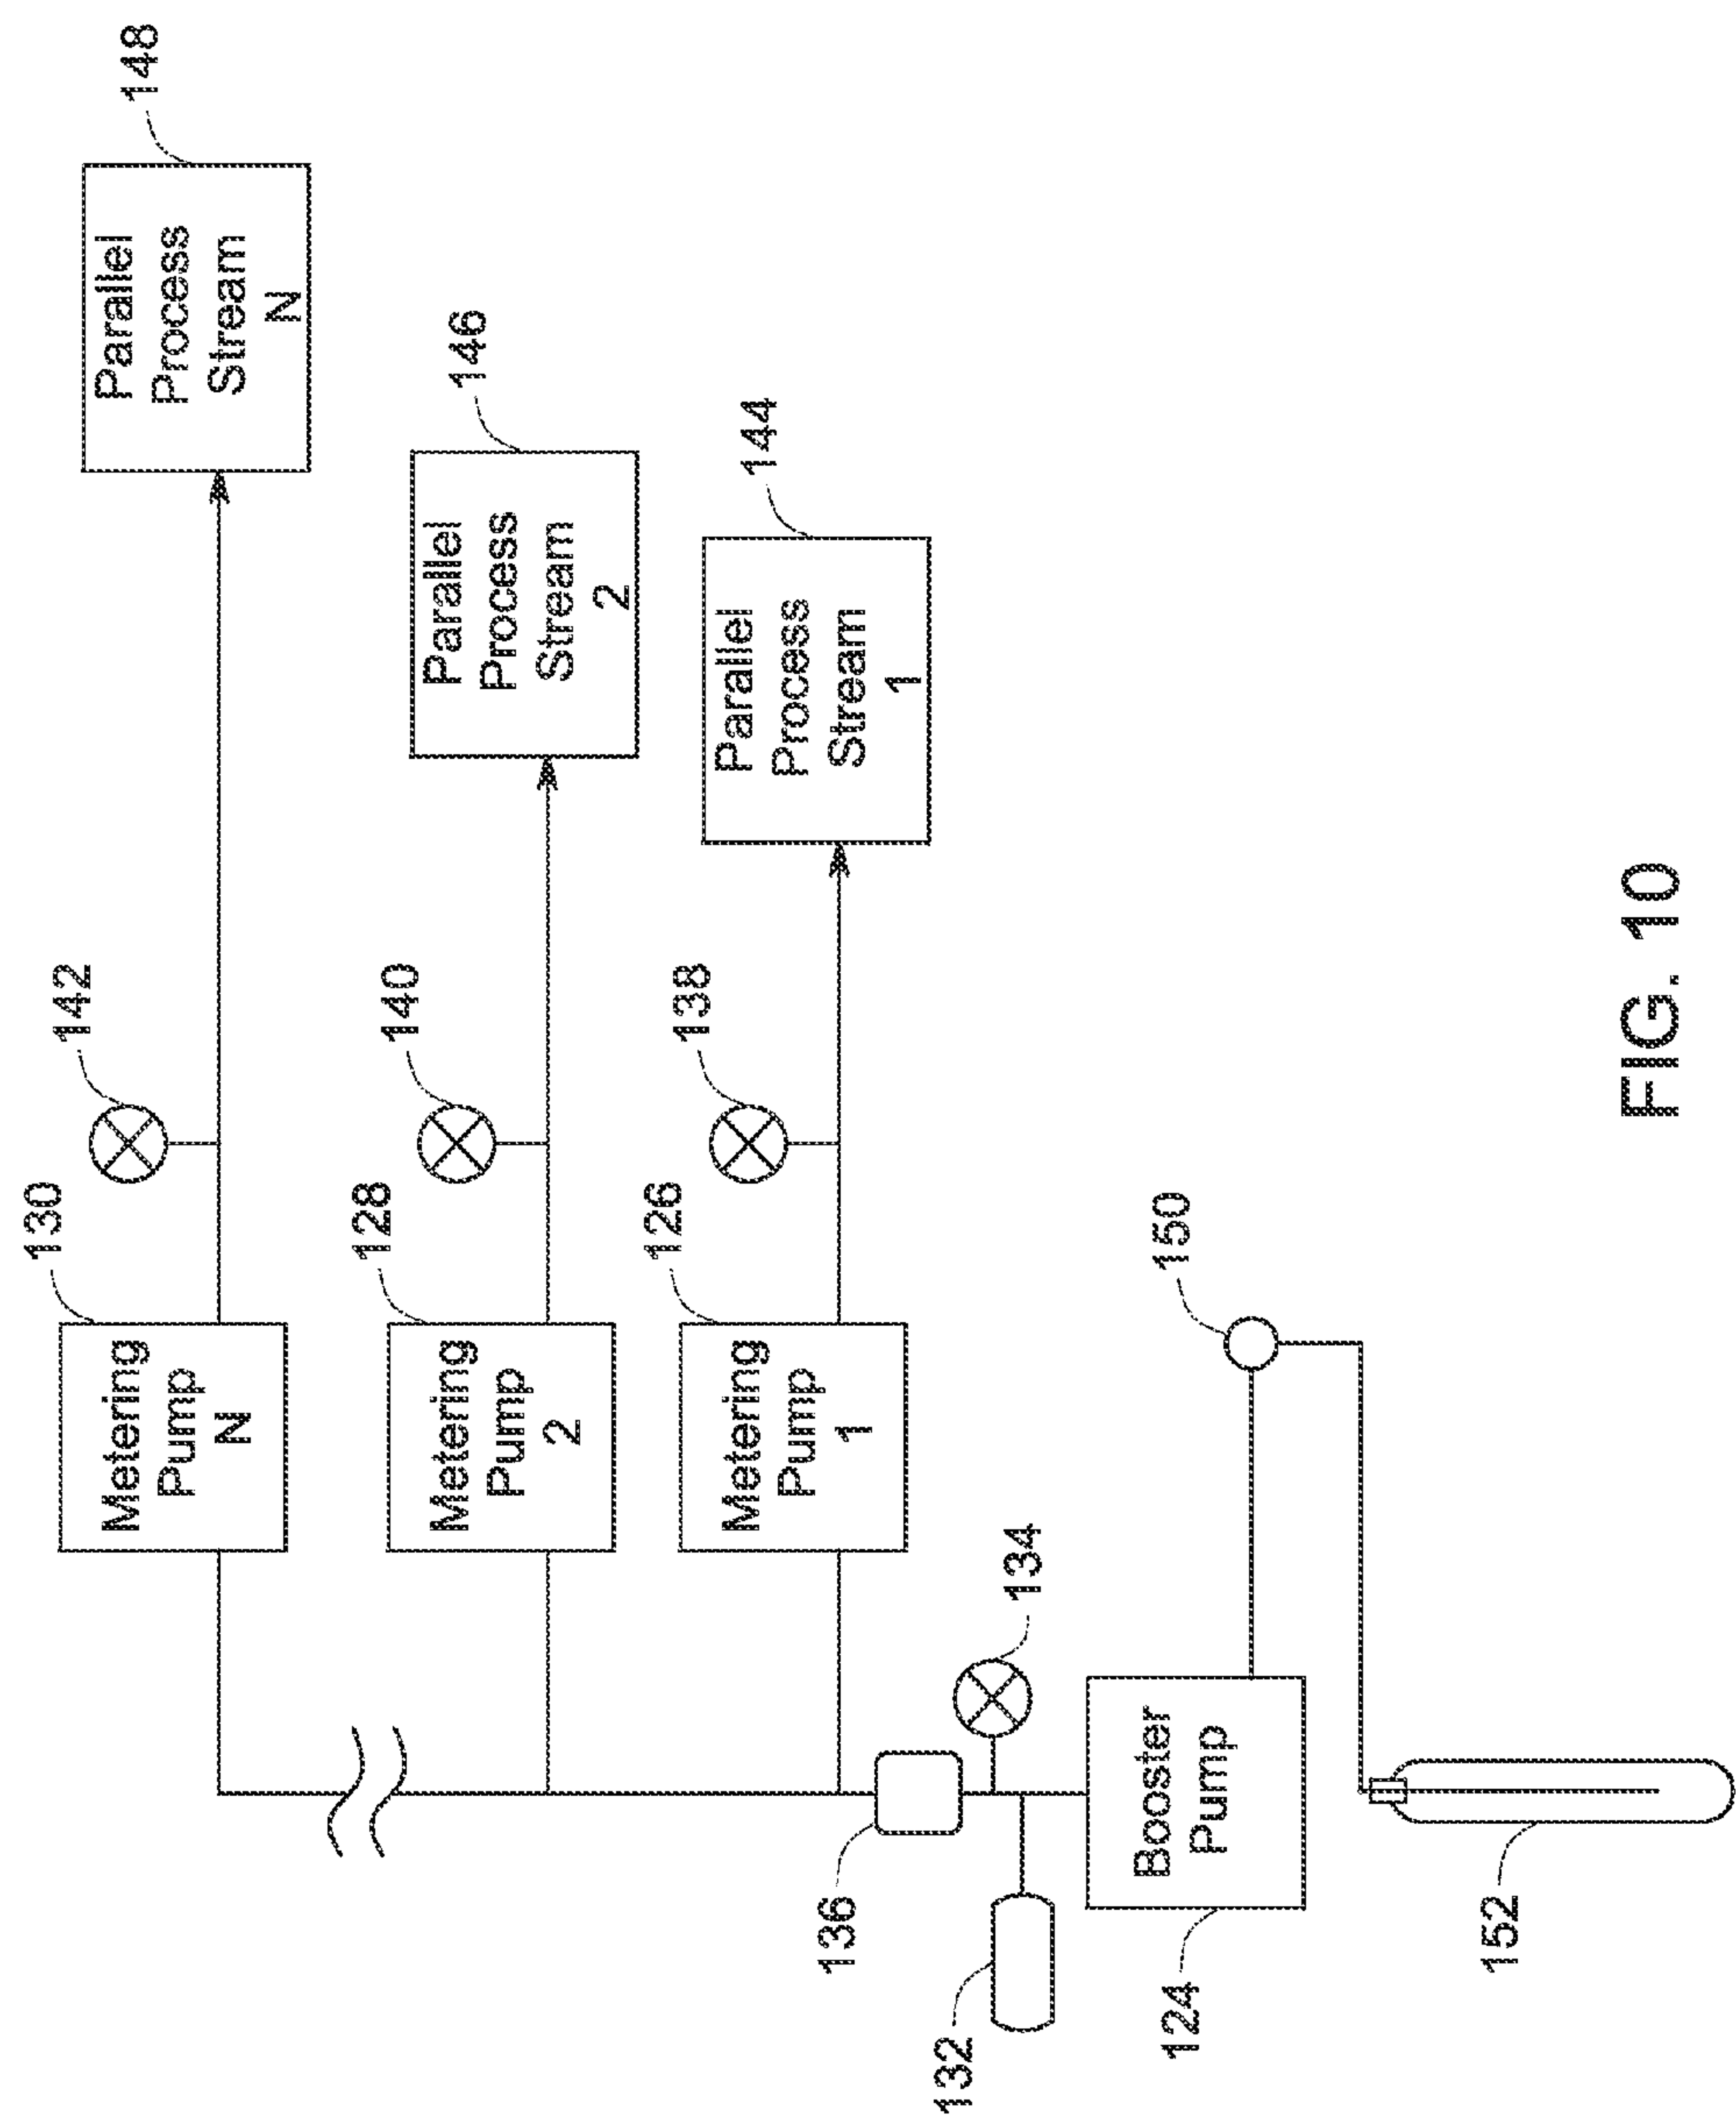 148
Parallel
Process
Stream
N
146
Parallel
Process
Stream
2
144
Parallel
Process
Stream
1
142
140
138
130
Metering
Pump
N
128
Metering
Pump
2
126
Metering
Pump
1
150
134
136
132
Booster
Pump
124
152
FIG. 10